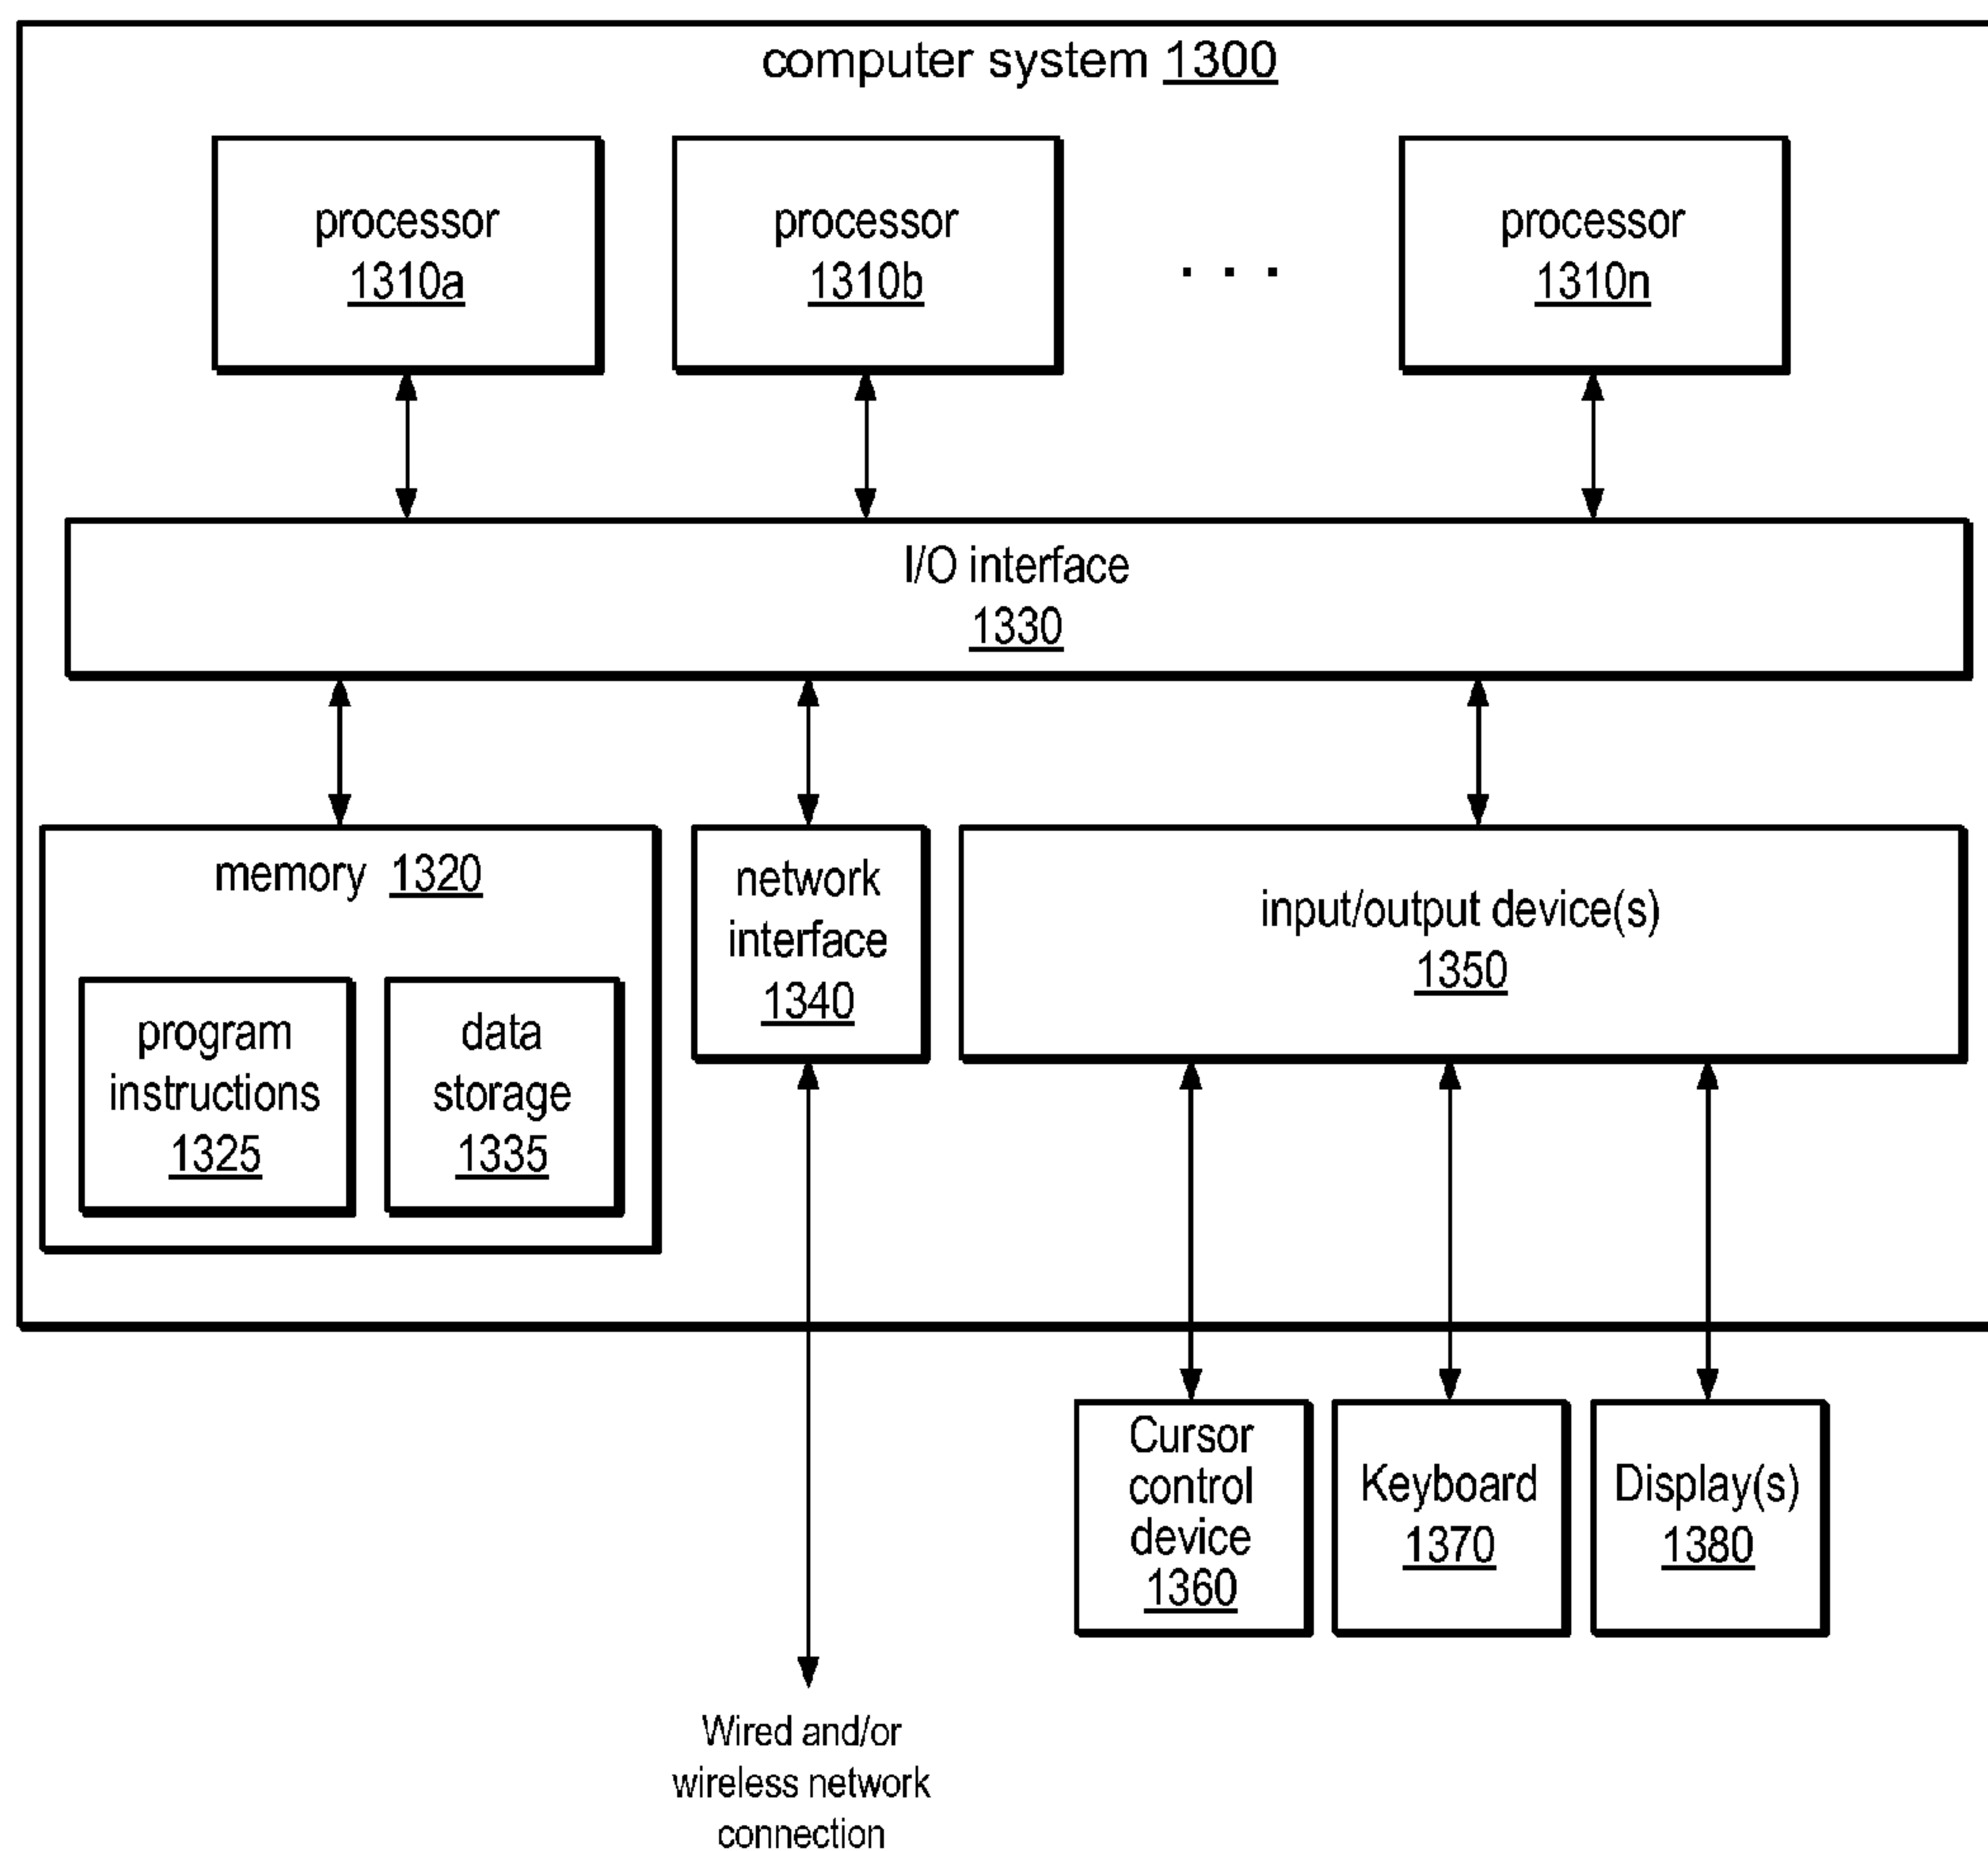 computer system 1300
processor
1310a
processor
1310b
. . .
processor
1310n
I/O interface
1330
memory 1320
program
instructions
1325
data
storage
1335
network
interface
1340
input/output device(s)
1350
Cursor
control
device
1360
Keyboard
1370
Display(s)
1380
Wired and/or
wireless network
connection